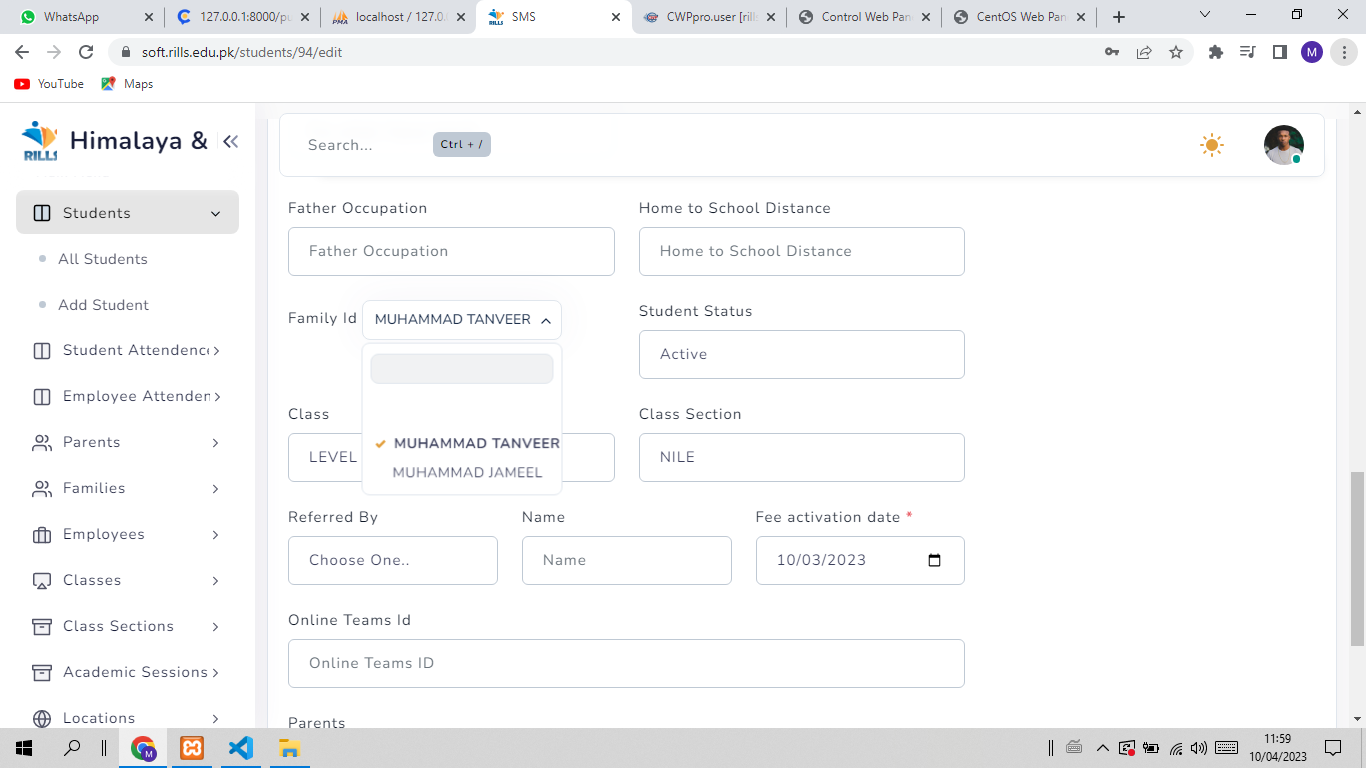 WhatsApp
127.0.0.1:8000/pu
localhost / 127.0.
SMS
CWPpro.user [rills
Control Web Pan
CentOS Web Pan
soft.rills.edu.pk/students/94/edit
M
YouTube
Maps
RILLS
Himalaya &
Search...
Ctrl + /
Students
All Students
Add Student
Student Attendence
Employee Attenden
Parents
Families
Employees
Classes
Class Sections
Academic Sessions
Locations
Father Occupation
Home to School Distance
Father Occupation
Home to School Distance
Family Id
MUHAMMAD TANVEER
Student Status
Active
MUHAMMAD TANVEER
MUHAMMAD JAMEEL
Class
Class Section
LEVEL
NILE
Referred By
Name
Fee activation date *
Choose One..
Name
10/03/2023
Online Teams Id
Online Teams ID
Parents
11:59
10/04/2023